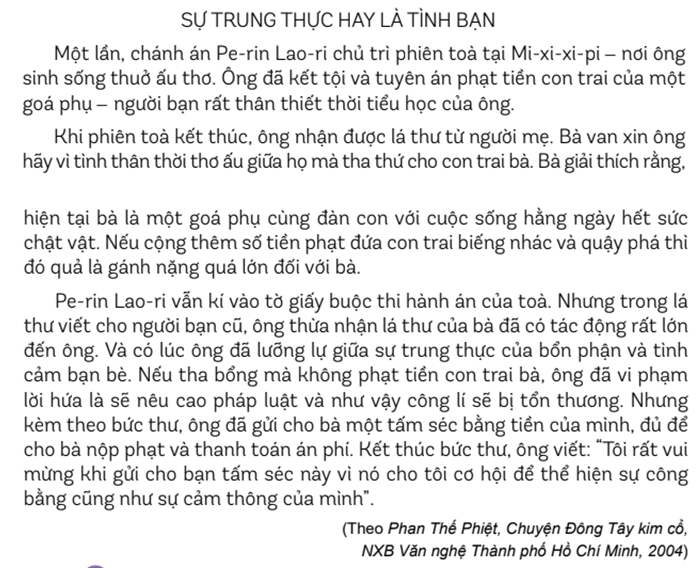 SỰ TRUNG THỰC HAY LÀ TÌNH BẠN
Một lần, chánh án Pe-rin Lao-ri chủ trì phiên toà tại Mi-xi-xi-pi – nơi ông
sinh sống thuở ấu thơ. Ông đã kết tội và tuyên án phạt tiền con trai của một
goá phụ – người bạn rất thân thiết thời tiểu học của ông.
Khi phiên toà kết thúc, ông nhận được lá thư từ người mẹ. Bà van xin ông
hãy vì tình thân thời thơ ấu giữa họ mà tha thứ cho con trai bà. Bà giải thích rằng,
hiện tại bà là một goá phụ cùng đàn con với cuộc sống hằng ngày hết sức
chật vật. Nếu cộng thêm số tiền phạt đứa con trai biếng nhác và quậy phá thì
đó quả là gánh nặng quá lớn đối với bà.
Pe-rin Lao-ri vẫn kí vào tờ giấy buộc thi hành án của toà. Nhưng trong lá
thư viết cho người bạn cũ, ông thừa nhận lá thư của bà đã có tác động rất lớn
đến ông. Và có lúc ông đã lưỡng lự giữa sự trung thực của bổn phận và tình
cảm bạn bè. Nếu tha bổng mà không phạt tiền con trai bà, ông đã vi phạm
lời hứa là sẽ nêu cao pháp luật và như vậy công lí sẽ bị tổn thương. Nhưng
kèm theo bức thư, ông đã gửi cho bà một tấm séc bằng tiền của mình, đủ để
cho bà nộp phạt và thanh toán án phí. Kết thúc bức thư, ông viết: “Tôi rất vui
mừng khi gửi cho bạn tấm séc này vì nó cho tôi cơ hội để thể hiện sự công
bằng cũng như sự cảm thông của mình”.
(Theo Phan Thế Phiệt, Chuyện Đông Tây kim cổ,
NXB Văn nghệ Thành phố Hồ Chí Minh, 2004)